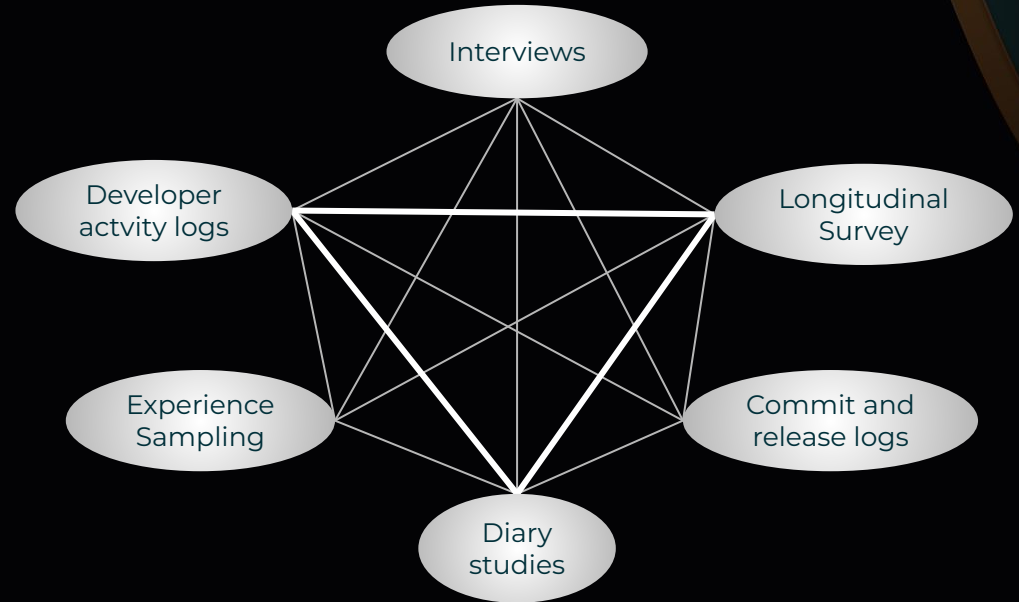 Interviews
Developer
actvity logs
Longitudinal
Survey
Experience
Sampling
Commit and
release logs
Diary
studies